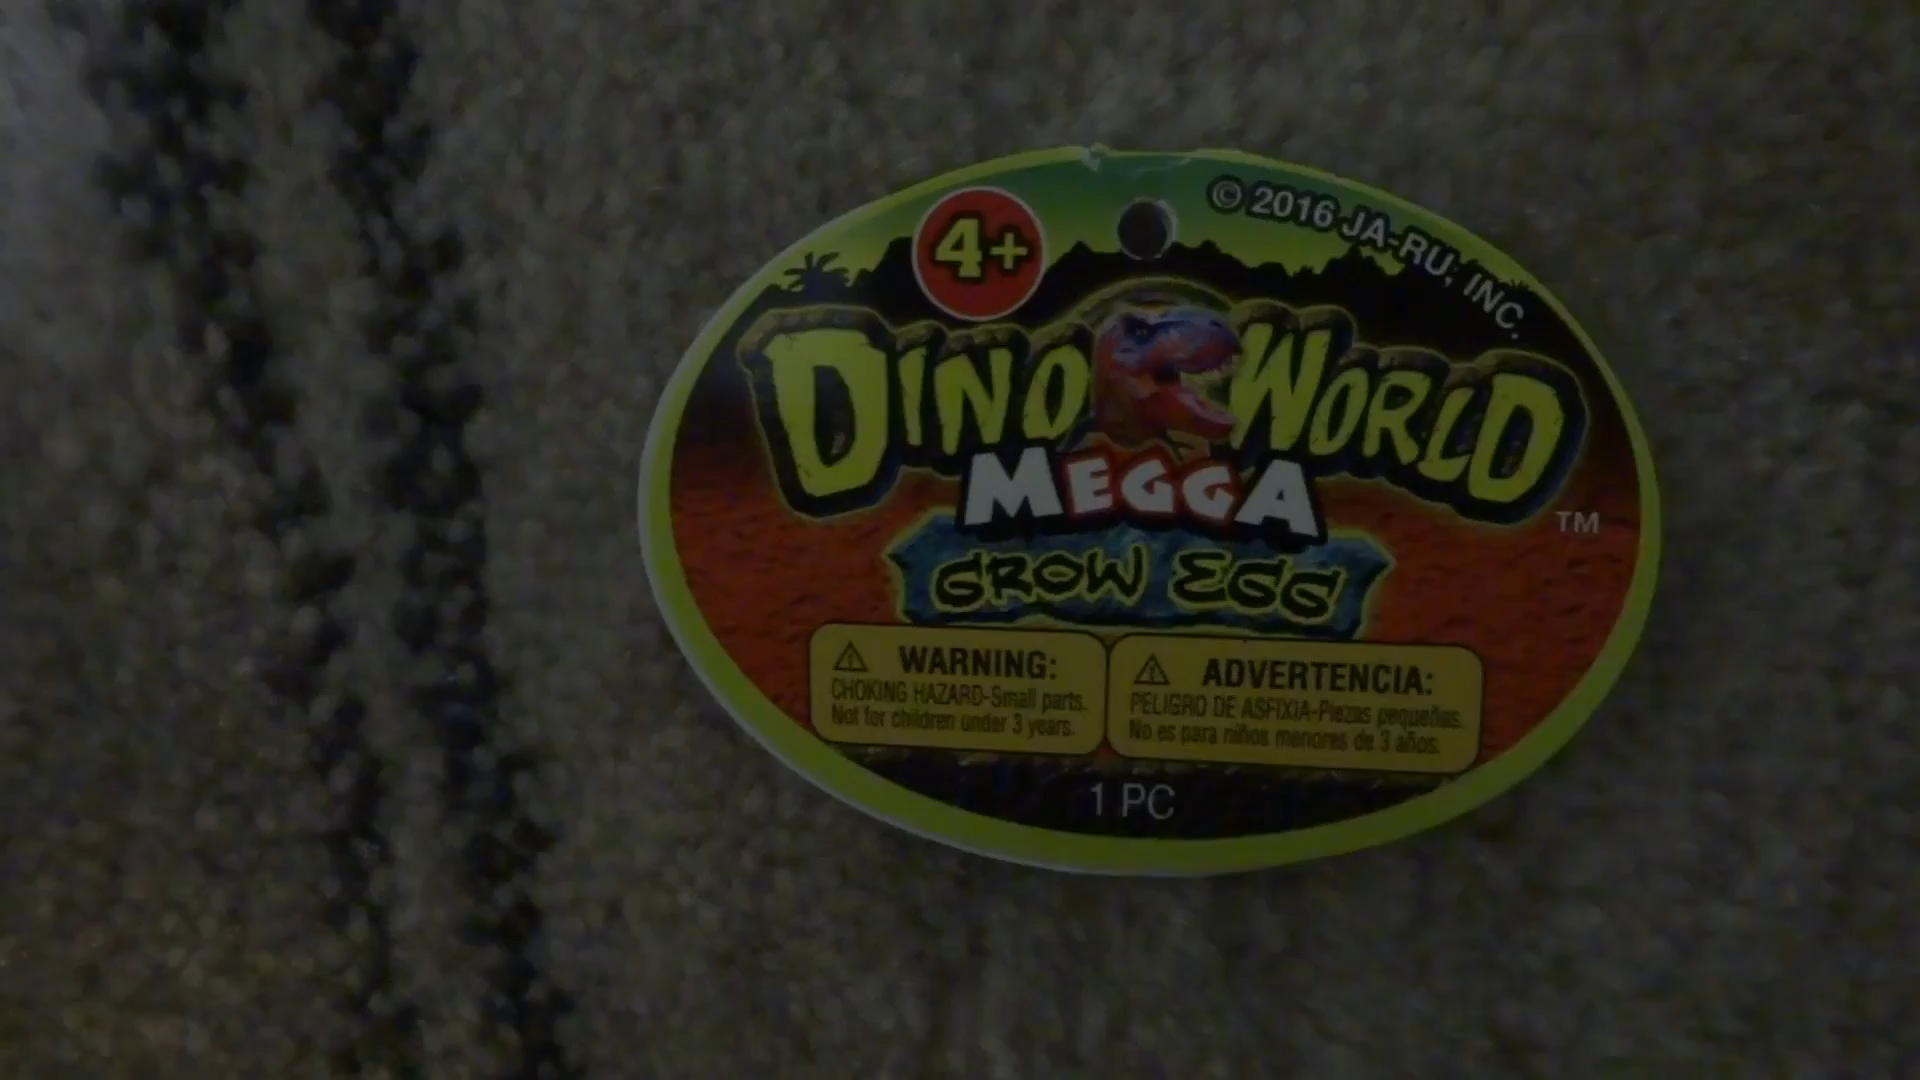 4+
© 2016 JA-RU, INC.
DINO WORLD
MEGGA
TM
GROW EGG
WARNING:
CHOKING HAZARD-Small parts.
Not for children under 3 years.
ADVERTENCIA:
PELIGRO DE ASFIXIA-Piezas pequeñas.
No es para niños menores de 3 años.
1 PC